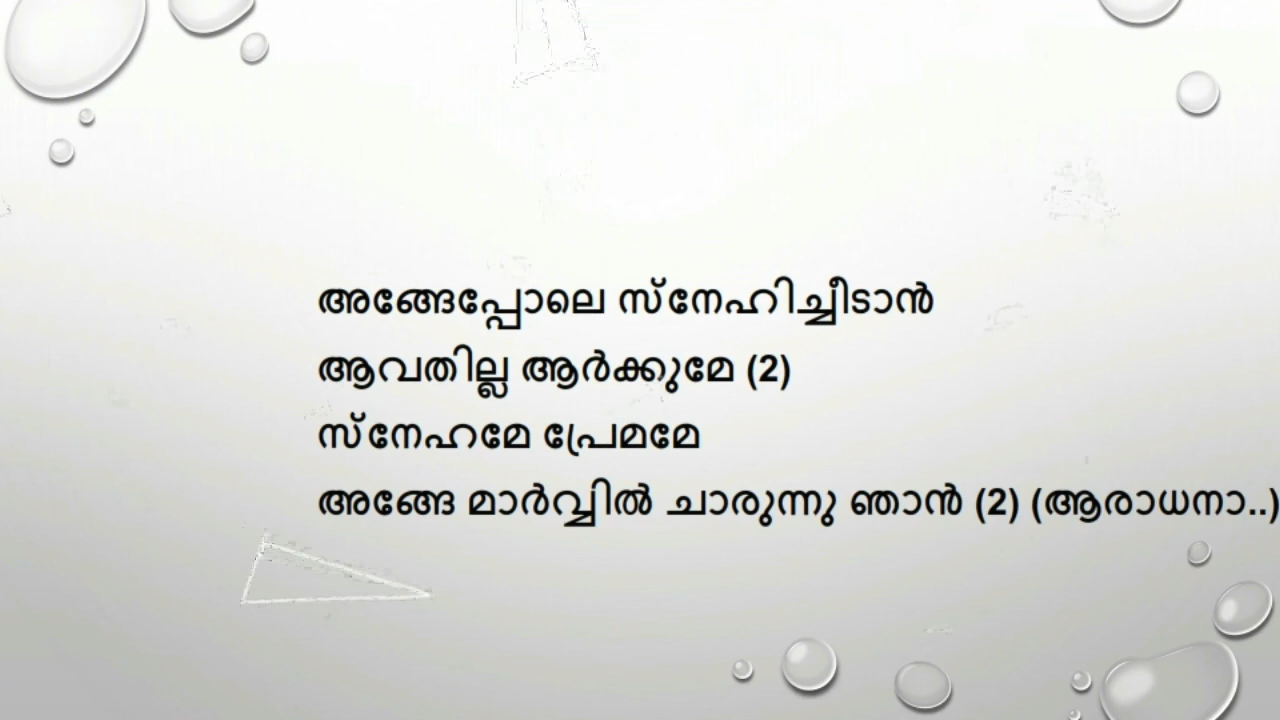 അങ്ങേപ്പോലെ സ്നേഹിച്ചീടാൻ
ആവതില്ല ആർക്കുമേ (2)
സ്നേഹമേ പ്രേമമേ
അങ്ങേ മാർവ്വിൽ ചാരുന്നു ഞാൻ (2) (ആരാധനാ..)